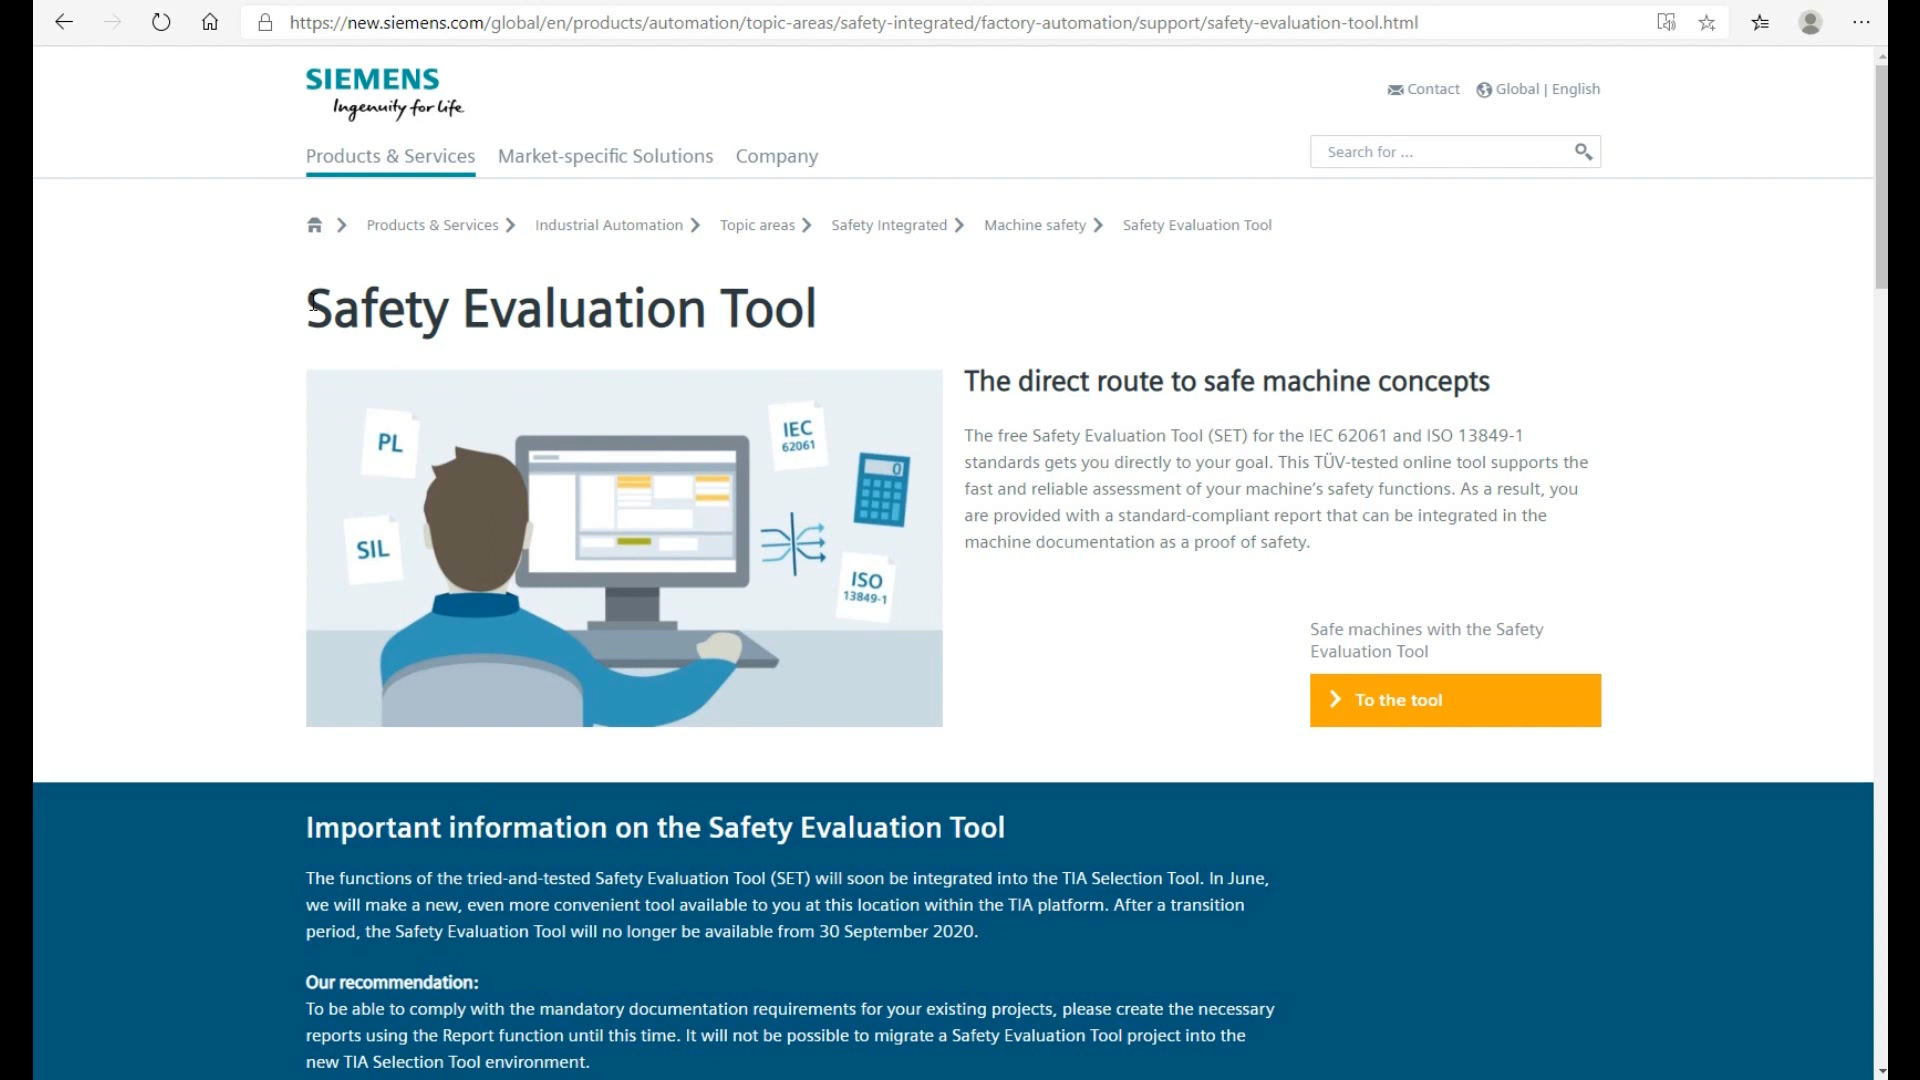 https://new.siemens.com/global/en/products/automation/topic-areas/safety-integrated/factory-automation/support/safety-evaluation-tool.html
SIEMENS
Ingenuity for life
Contact Global | English
Products & Services Market-specific Solutions Company
Search for ...
Products & Services Industrial Automation Topic areas Safety Integrated Machine safety Safety Evaluation Tool
Safety Evaluation Tool
PL
SIL
IEC
62061
0
ISO
13849-1
The direct route to safe machine concepts
The free Safety Evaluation Tool (SET) for the IEC 62061 and ISO 13849-1
standards gets you directly to your goal. This TÜV-tested online tool supports the
fast and reliable assessment of your machine’s safety functions. As a result, you
are provided with a standard-compliant report that can be integrated in the
machine documentation as a proof of safety.
Safe machines with the Safety
Evaluation Tool
To the tool
Important information on the Safety Evaluation Tool
The functions of the tried-and-tested Safety Evaluation Tool (SET) will soon be integrated into the TIA Selection Tool. In June,
we will make a new, even more convenient tool available to you at this location within the TIA platform. After a transition
period, the Safety Evaluation Tool will no longer be available from 30 September 2020.
Our recommendation:
To be able to comply with the mandatory documentation requirements for your existing projects, please create the necessary
reports using the Report function until this time. It will not be possible to migrate a Safety Evaluation Tool project into the
new TIA Selection Tool environment.